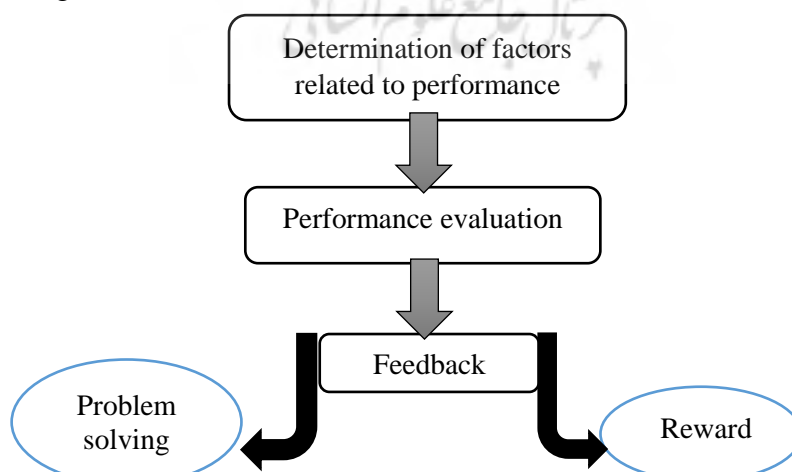 Determination of factors
related to performance
Performance evaluation
Feedback
Problem
solving
Reward